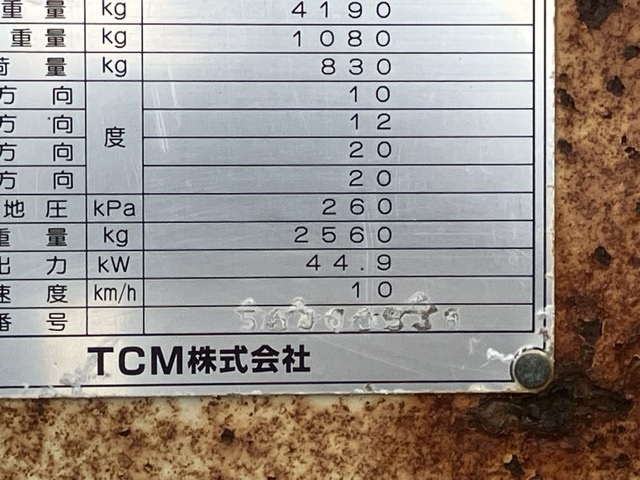 重量 kg 4190
重量 kg 1080
荷量 kg 830
方向 度 10
方向 12
方向 20
方向 20
地圧 kPa 260
重量 kg 2560
出力 kW 44.9
速度 km/h 10
番号
TCM株式会社